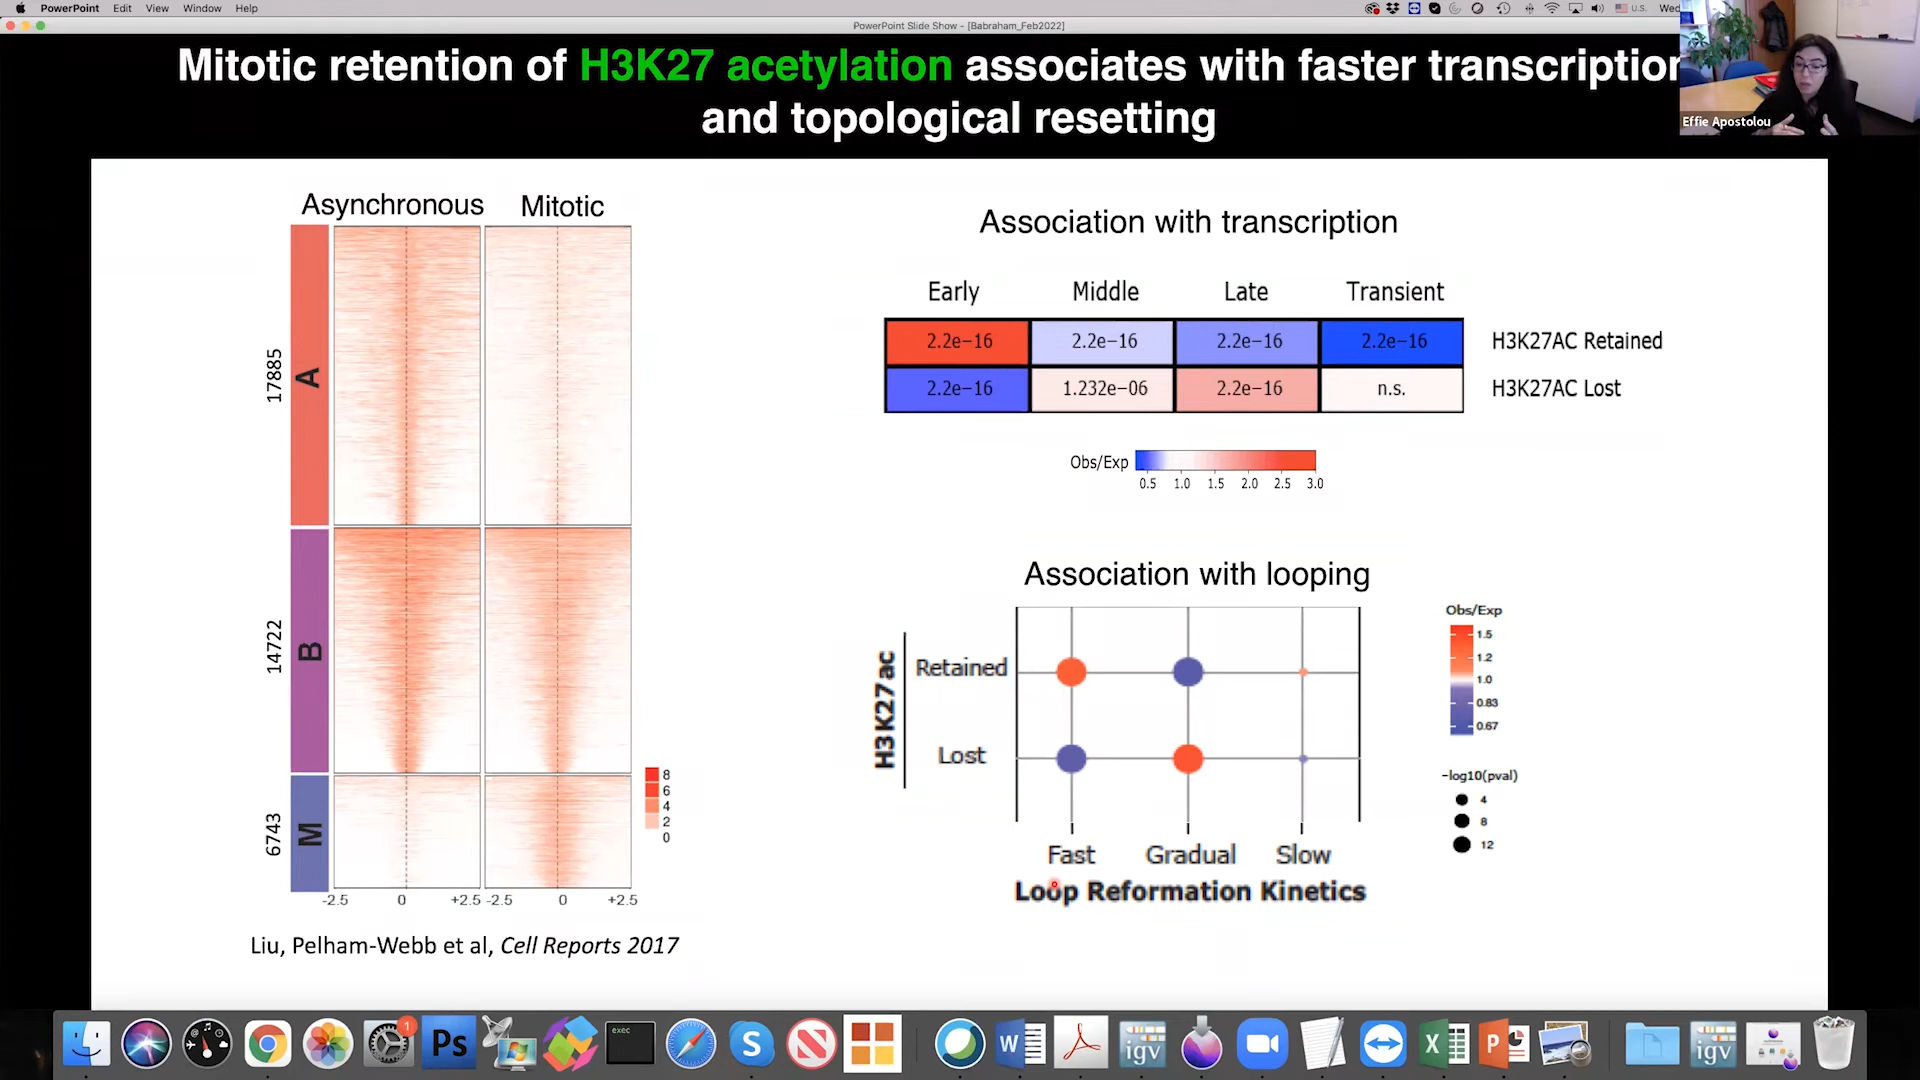 PowerPoint Edit View Window Help
U.S. Wed
PowerPoint Slide Show - [Babraham_Feb2022]
Mitotic retention of H3K27 acetylation associates with faster transcription
and topological resetting
Effie Apostolou
Asynchronous Mitotic
17885 A
14722 B
6743 M
8
6
4
2
0
-2.5 0 +2.5 -2.5 0 +2.5
Liu, Pelham-Webb et al, Cell Reports 2017
Association with transcription
Early Middle Late Transient
2.2e−16 2.2e−16 2.2e−16 2.2e−16 H3K27AC Retained
2.2e−16 1.232e−06 2.2e−16 n.s. H3K27AC Lost
Obs/Exp
0.5 1.0 1.5 2.0 2.5 3.0
Association with looping
H3K27ac
Retained
Lost
Fast Gradual Slow
Loop Reformation Kinetics
Obs/Exp
1.5
1.2
1.0
0.83
0.67
−log10(pval)
4
8
12
exec
1
Ps
S
N
W
igv
X
P
igv